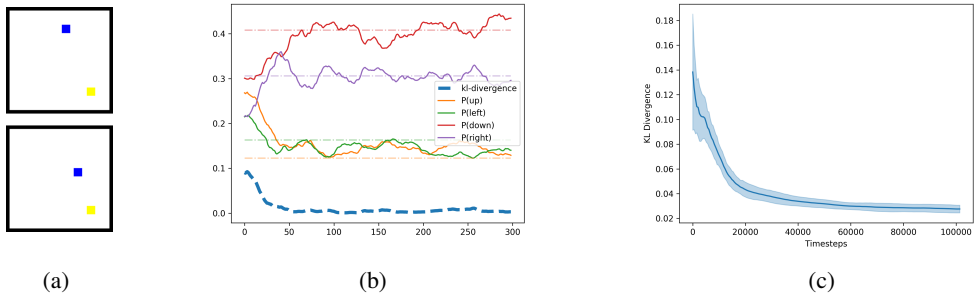 0.4
0.3
0.2
0.1
0.0
0
50
100
150
200
250
300
kl-divergence
P(up)
P(left)
P(down)
P(right)
KL Divergence
0.18
0.16
0.14
0.12
0.10
0.08
0.06
0.04
0.02
0
20000
40000
60000
80000
100000
Timesteps
(a)
(b)
(c)